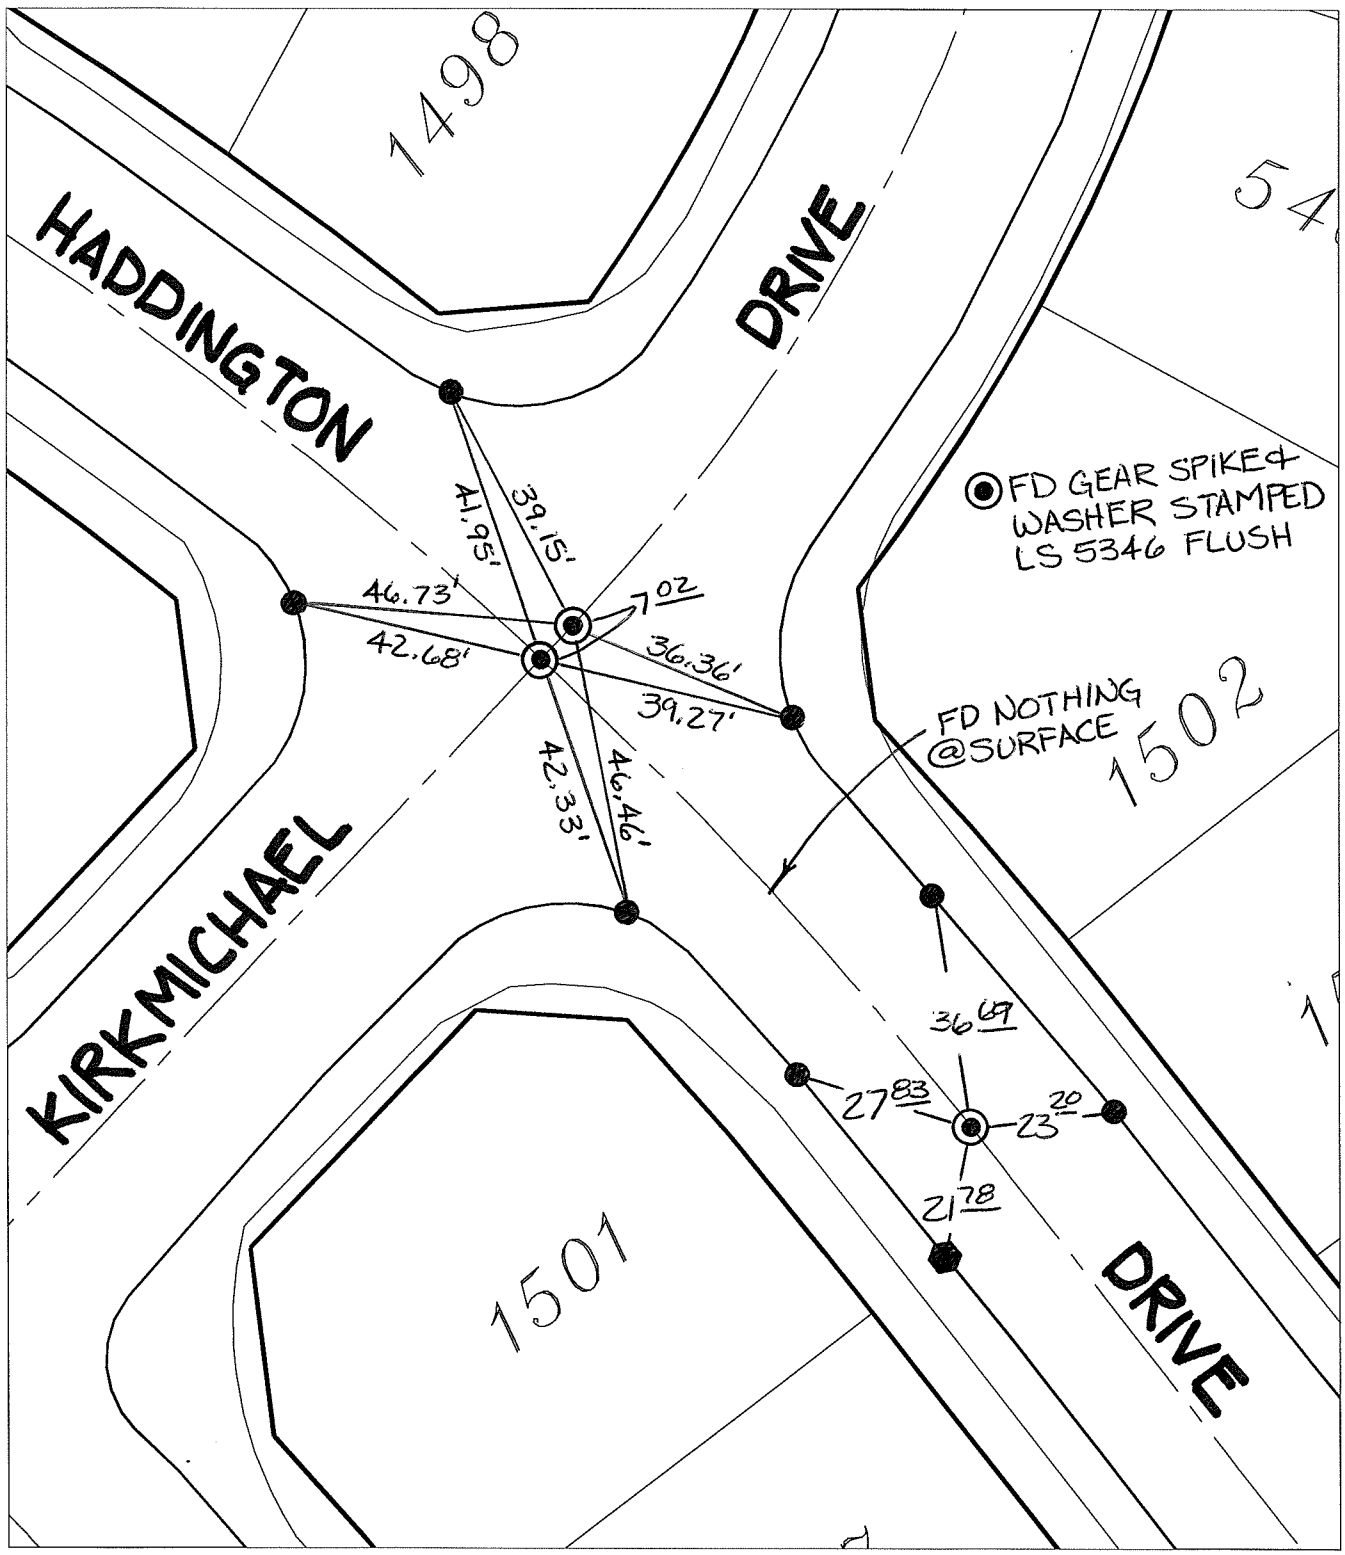 1498
HADDINGTON
DRIVE
54
FD GEAR SPIKE &
WASHER STAMPED
LS 5346 FLUSH
41.95'
39.15'
46.73'
42.68'
7 02
36.36'
39.27'
FD NOTHING
@ SURFACE
1502
42.33'
46.46'
KIRKMICHAEL
36 69
27 83
23 20
21 78
1501
DRIVE